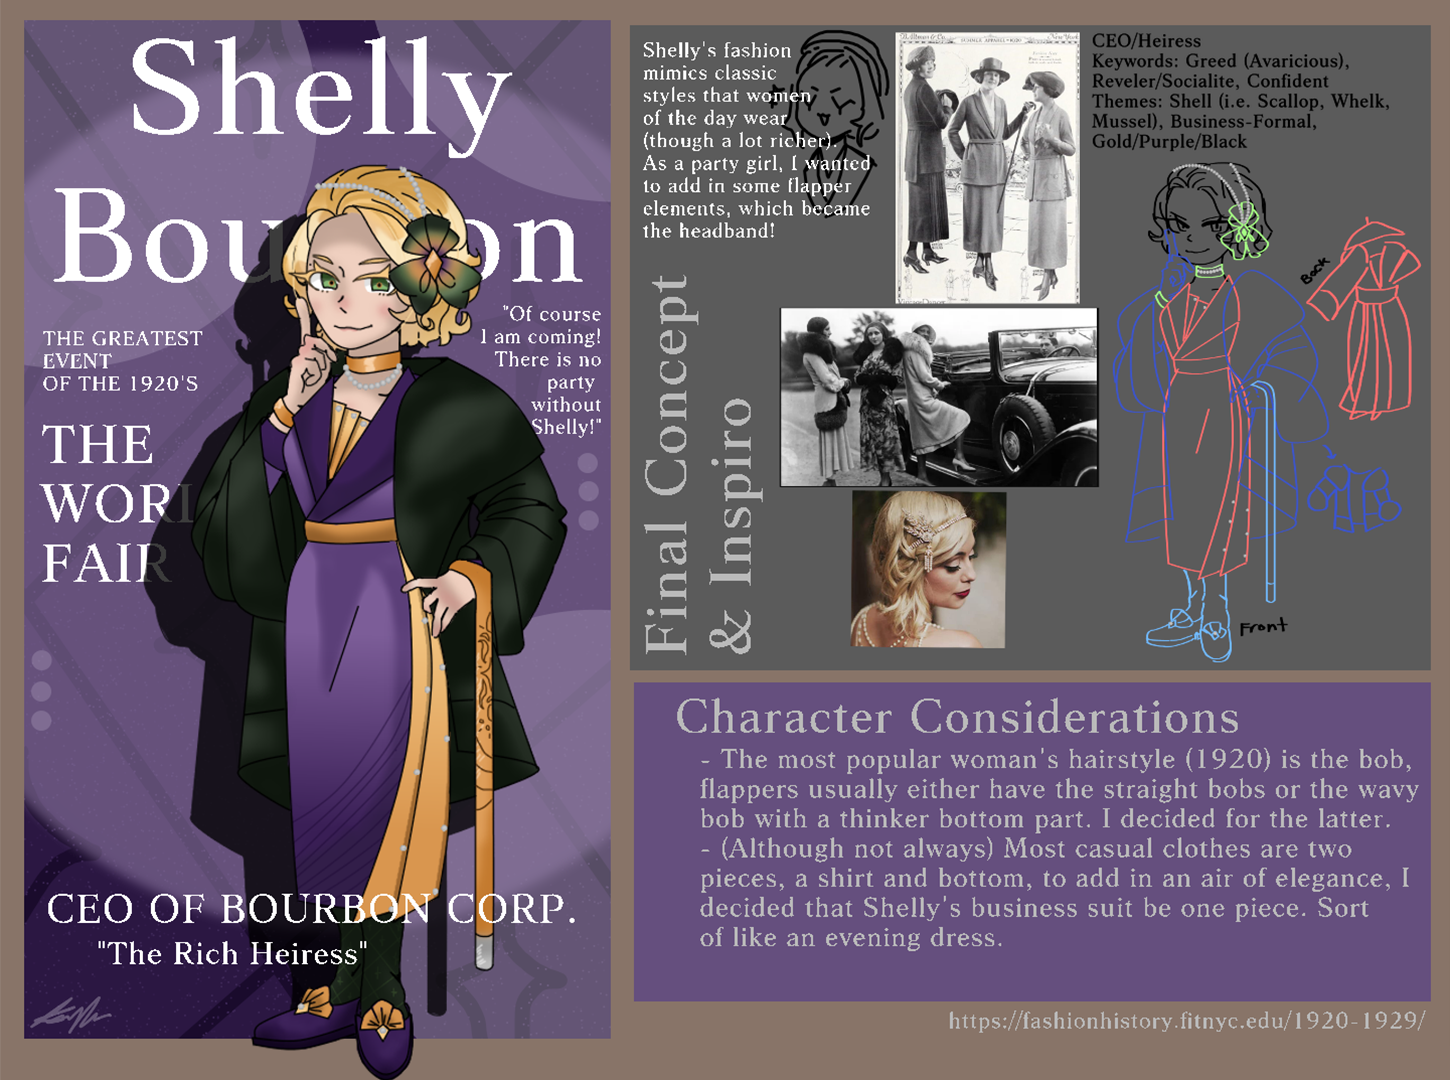 Shelly
Bou on
THE GREATEST
EVENT
OF THE 1920'S
THE
WORL
FAIR
"Of course
I am coming!
There is no
party
without
Shelly!"
CEO OF BOURBON CORP.
"The Rich Heiress"
Shelly's fashion
mimics classic
styles that women
of the day wear
(though a lot richer).
As a party girl, I wanted
to add in some flapper
elements, which became
the headband!
Final Concept
& Inspiro
CEO/Heiress
Keywords: Greed (Avaricious),
Reveler/Socialite, Confident
Themes: Shell (i.e. Scallop, Whelk,
Mussel), Business-Formal,
Gold/Purple/Black
Back
Front
Character Considerations
- The most popular woman's hairstyle (1920) is the bob,
flappers usually either have the straight bobs or the wavy
bob with a thinker bottom part. I decided for the latter.
- (Although not always) Most casual clothes are two
pieces, a shirt and bottom, to add in an air of elegance, I
decided that Shelly's business suit be one piece. Sort
of like an evening dress.
https://fashionhistory.fitnyc.edu/1920-1929/